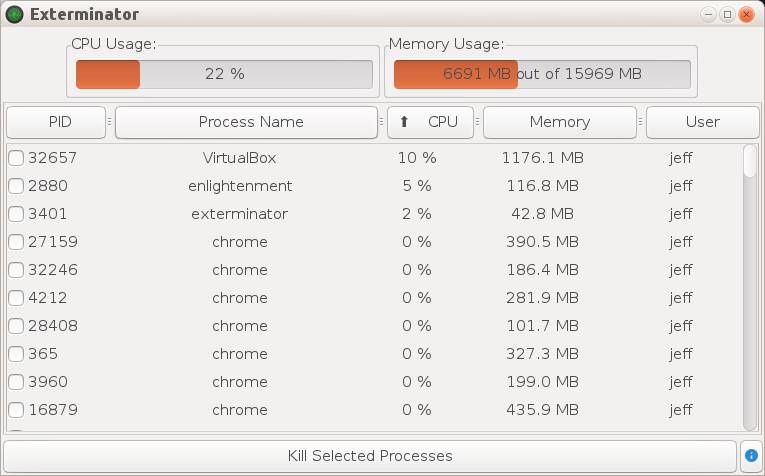 Exterminator
CPU Usage: Memory Usage:
22 % 6691 MB out of 15969 MB
PID Process Name ⬆ CPU Memory User
32657 VirtualBox 10 % 1176.1 MB jeff
2880 enlightenment 5 % 116.8 MB jeff
3401 exterminator 2 % 42.8 MB jeff
27159 chrome 0 % 390.5 MB jeff
32246 chrome 0 % 186.4 MB jeff
4212 chrome 0 % 281.9 MB jeff
28408 chrome 0 % 101.7 MB jeff
365 chrome 0 % 327.3 MB jeff
3960 chrome 0 % 199.0 MB jeff
16879 chrome 0 % 435.9 MB jeff
Kill Selected Processes